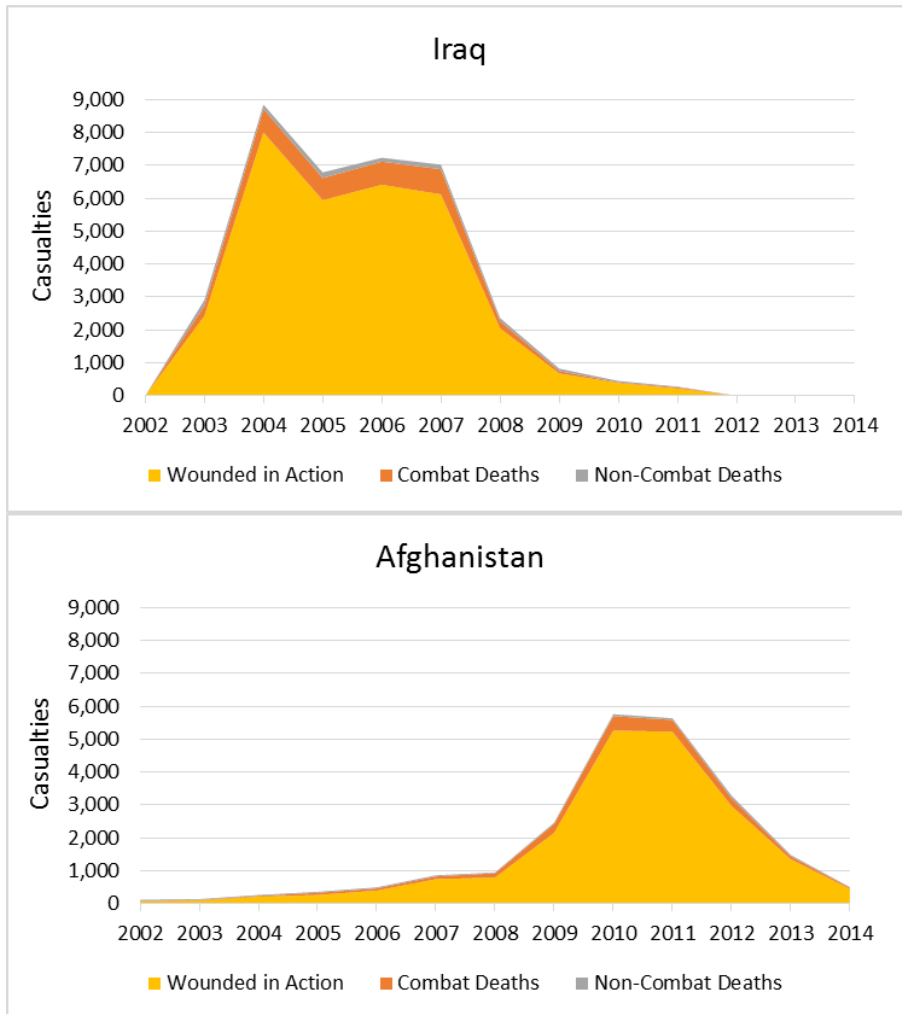 Iraq
9,000
8,000
7,000
6,000
5,000
4,000
3,000
2,000
1,000
0
Casualties
2002 2003 2004 2005 2006 2007 2008 2009 2010 2011 2012 2013 2014
Wounded in Action Combat Deaths Non-Combat Deaths
Afghanistan
9,000
8,000
7,000
6,000
5,000
4,000
3,000
2,000
1,000
0
Casualties
2002 2003 2004 2005 2006 2007 2008 2009 2010 2011 2012 2013 2014
Wounded in Action Combat Deaths Non-Combat Deaths